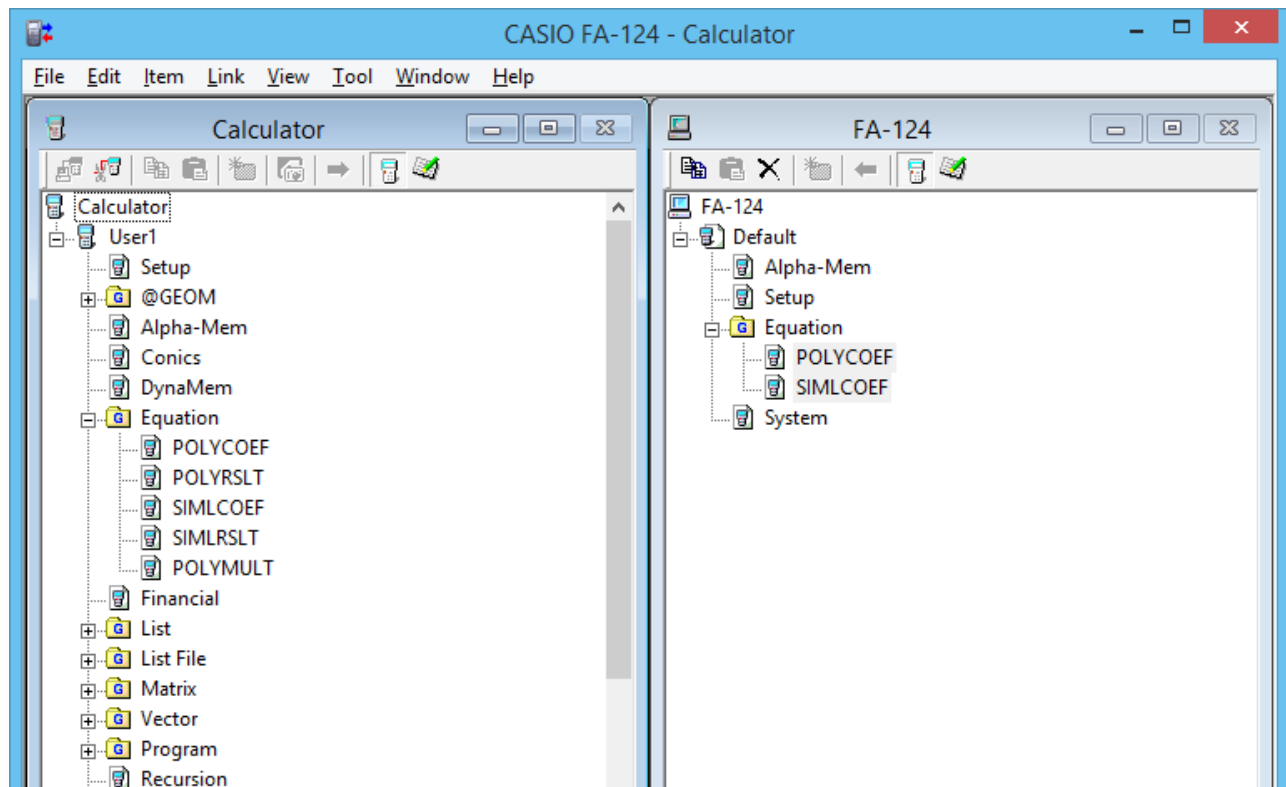 CASIO FA-124 - Calculator
File Edit Item Link View Tool Window Help
Calculator
Calculator
User1
Setup
G @GEOM
Alpha-Mem
Conics
DynaMem
G Equation
POLYCOEF
POLYRSLT
SIMLCOEF
SIMLRSLT
POLYMULT
Financial
G List
G List File
G Matrix
G Vector
G Program
Recursion
FA-124
FA-124
Default
Alpha-Mem
Setup
G Equation
POLYCOEF
SIMLCOEF
System